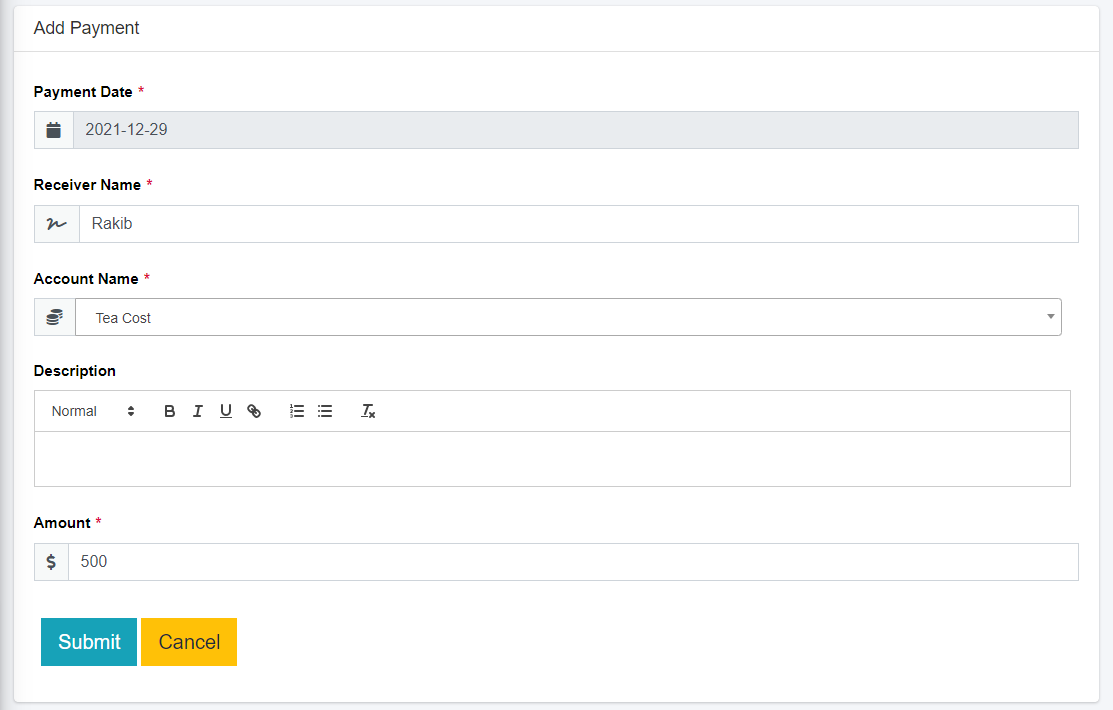 Add Payment
Payment Date *
2021-12-29
Receiver Name *
Rakib
Account Name *
Tea Cost
Description
Normal B I U
Amount *
$ 500
Submit Cancel